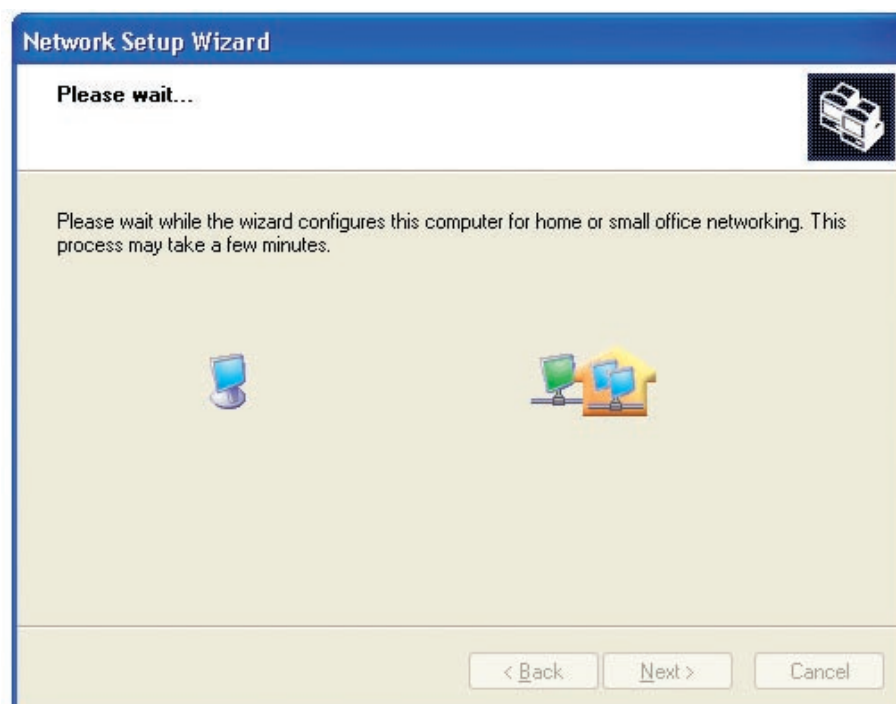 Network Setup Wizard
Please wait...
Please wait while the wizard configures this computer for home or small office networking. This
process may take a few minutes.
< Back
Next >
Cancel